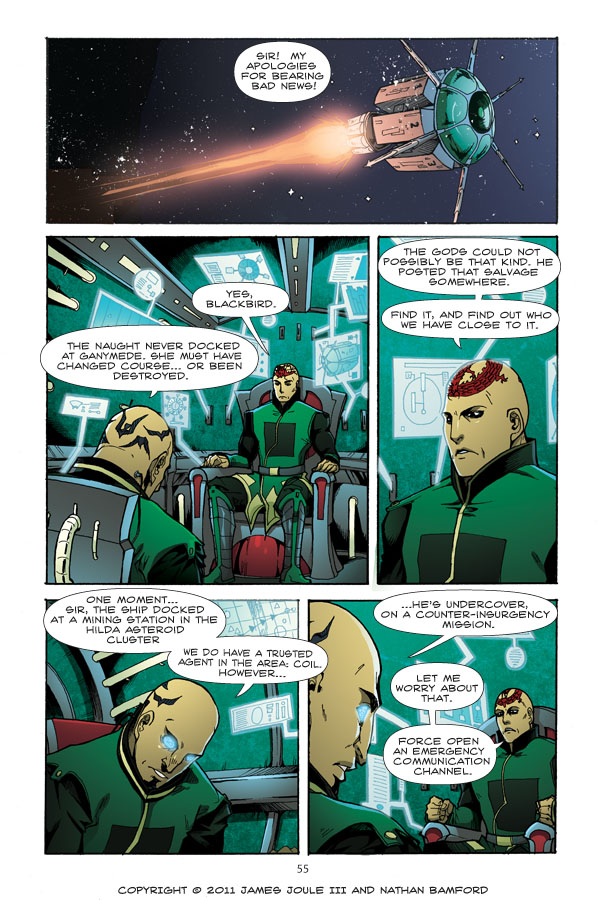 SIR! MY
APOLOGIES
FOR BEARING
BAD NEWS!
2
3
YES,
BLACKBIRD.
THE NAUGHT NEVER DOCKED
AT GANYMEDE. SHE MUST HAVE
CHANGED COURSE... OR BEEN
DESTROYED.
THE GODS COULD NOT
POSSIBLY BE THAT KIND. HE
POSTED THAT SALVAGE
SOMEWHERE.
FIND IT, AND FIND OUT WHO
WE HAVE CLOSE TO IT.
ONE MOMENT...
SIR, THE SHIP DOCKED
AT A MINING STATION IN THE
HILDA ASTEROID
CLUSTER
WE DO HAVE A TRUSTED
AGENT IN THE AREA: COIL.
HOWEVER...
...HE'S UNDERCOVER,
ON A COUNTER-INSURGENCY
MISSION.
LET ME
WORRY ABOUT
THAT.
FORCE OPEN
AN EMERGENCY
COMMUNICATION
CHANNEL.
55
COPYRIGHT © 2011 JAMES JOULE III AND NATHAN BAMFORD